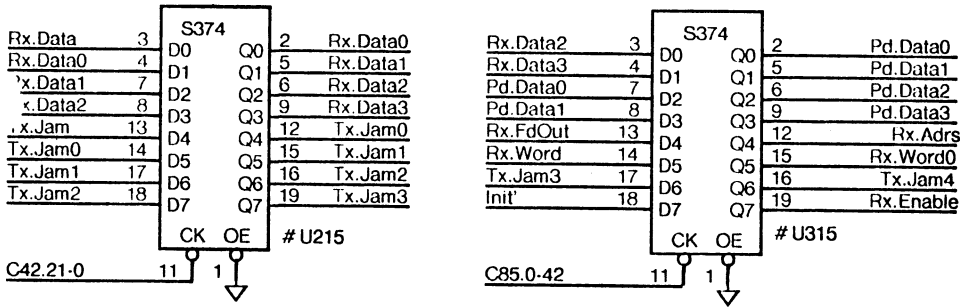 S374
Rx.Data 3 D0 Q0 2 Rx.Data0
Rx.Data0 4 D1 Q1 5 Rx.Data1
x.Data1 7 D2 Q2 6 Rx.Data2
x.Data2 8 D3 Q3 9 Rx.Data3
x.Jam 13 D4 Q4 12 Tx.Jam0
Tx.Jam0 14 D5 Q5 15 Tx.Jam1
Tx.Jam1 17 D6 Q6 16 Tx.Jam2
Tx.Jam2 18 D7 Q7 19 Tx.Jam3
CK OE # U215
C42.21-0 11 1
S374
Rx.Data2 3 D0 Q0 2 Pd.Data0
Rx.Data3 4 D1 Q1 5 Pd.Data1
Pd.Data0 7 D2 Q2 6 Pd.Data2
Pd.Data1 8 D3 Q3 9 Pd.Data3
Rx.FdOut 13 D4 Q4 12 Rx.Adrs
Rx.Word 14 D5 Q5 15 Rx.Word0
Tx.Jam3 17 D6 Q6 16 Tx.Jam4
Init' 18 D7 Q7 19 Rx.Enable
CK OE # U315
C85.0-42 11 1